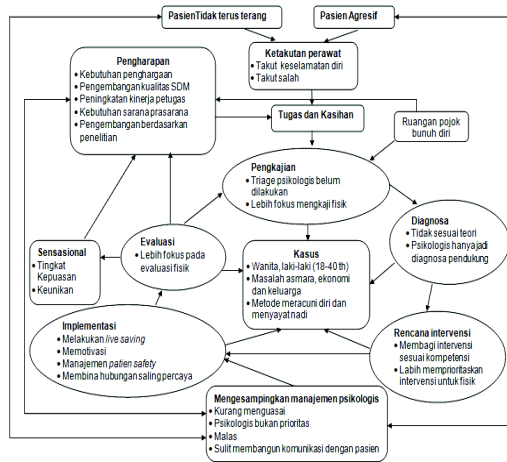 Pasien Tidak terus terang
Pasien Agresif
Pengharapan
• Kebutuhan penghargaan
• Pengembangan kualitas SDM
• Peningkatan kinerja petugas
• Kebutuhan sarana prasarana
• Pengembangan berdasarkan
penelitian
Ketakutan perawat
• Takut keselamatan diri
• Takut salah
Tugas dan Kasihan
Ruangan pojok
bunuh diri
Pengkajian
• Triage psikologis belum
dilakukan
• Lebih fokus mengkaji fisik
Diagnosa
• Tidak sesuai teori
• Psikologis hanya jadi
diagnosa pendukung
Sensasional
• Tingkat
Kepuasan
• Keunikan
Evaluasi
• Lebih fokus pada
evaluasi fisik
Kasus
• Wanita, laki-laki (18-40 th)
• Masalah asmara, ekonomi
dan keluarga
• Metode meracuni diri dan
menyayat nadi
Implementasi
• Melakukan live saving
• Memotivasi
• Manajemen patien safety
• Membina hubungan saling percaya
Rencana intervensi
• Membagi intervensi
sesuai kompetensi
• Labih memprioritaskan
intervensi untuk fisik
Mengesampingkan manajemen psikologis
• Kurang menguasai
• Psikologis bukan prioritas
• Malas
• Sulit membangun komunikasi dengan pasien